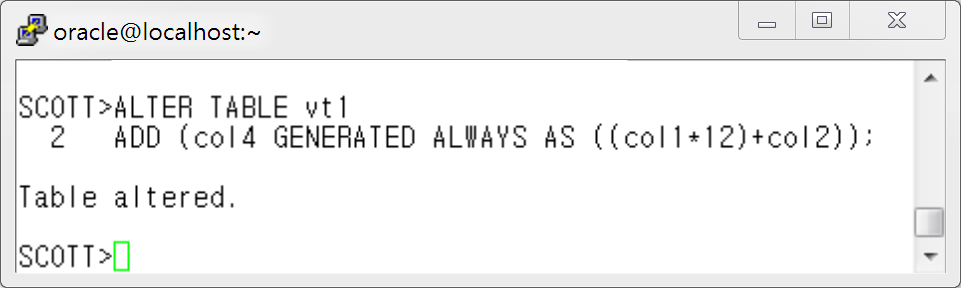 oracle@localhost:~
SCOTT>ALTER TABLE vt1
  2   ADD (col4 GENERATED ALWAYS AS ((col1*12)+col2));
Table altered.
SCOTT>